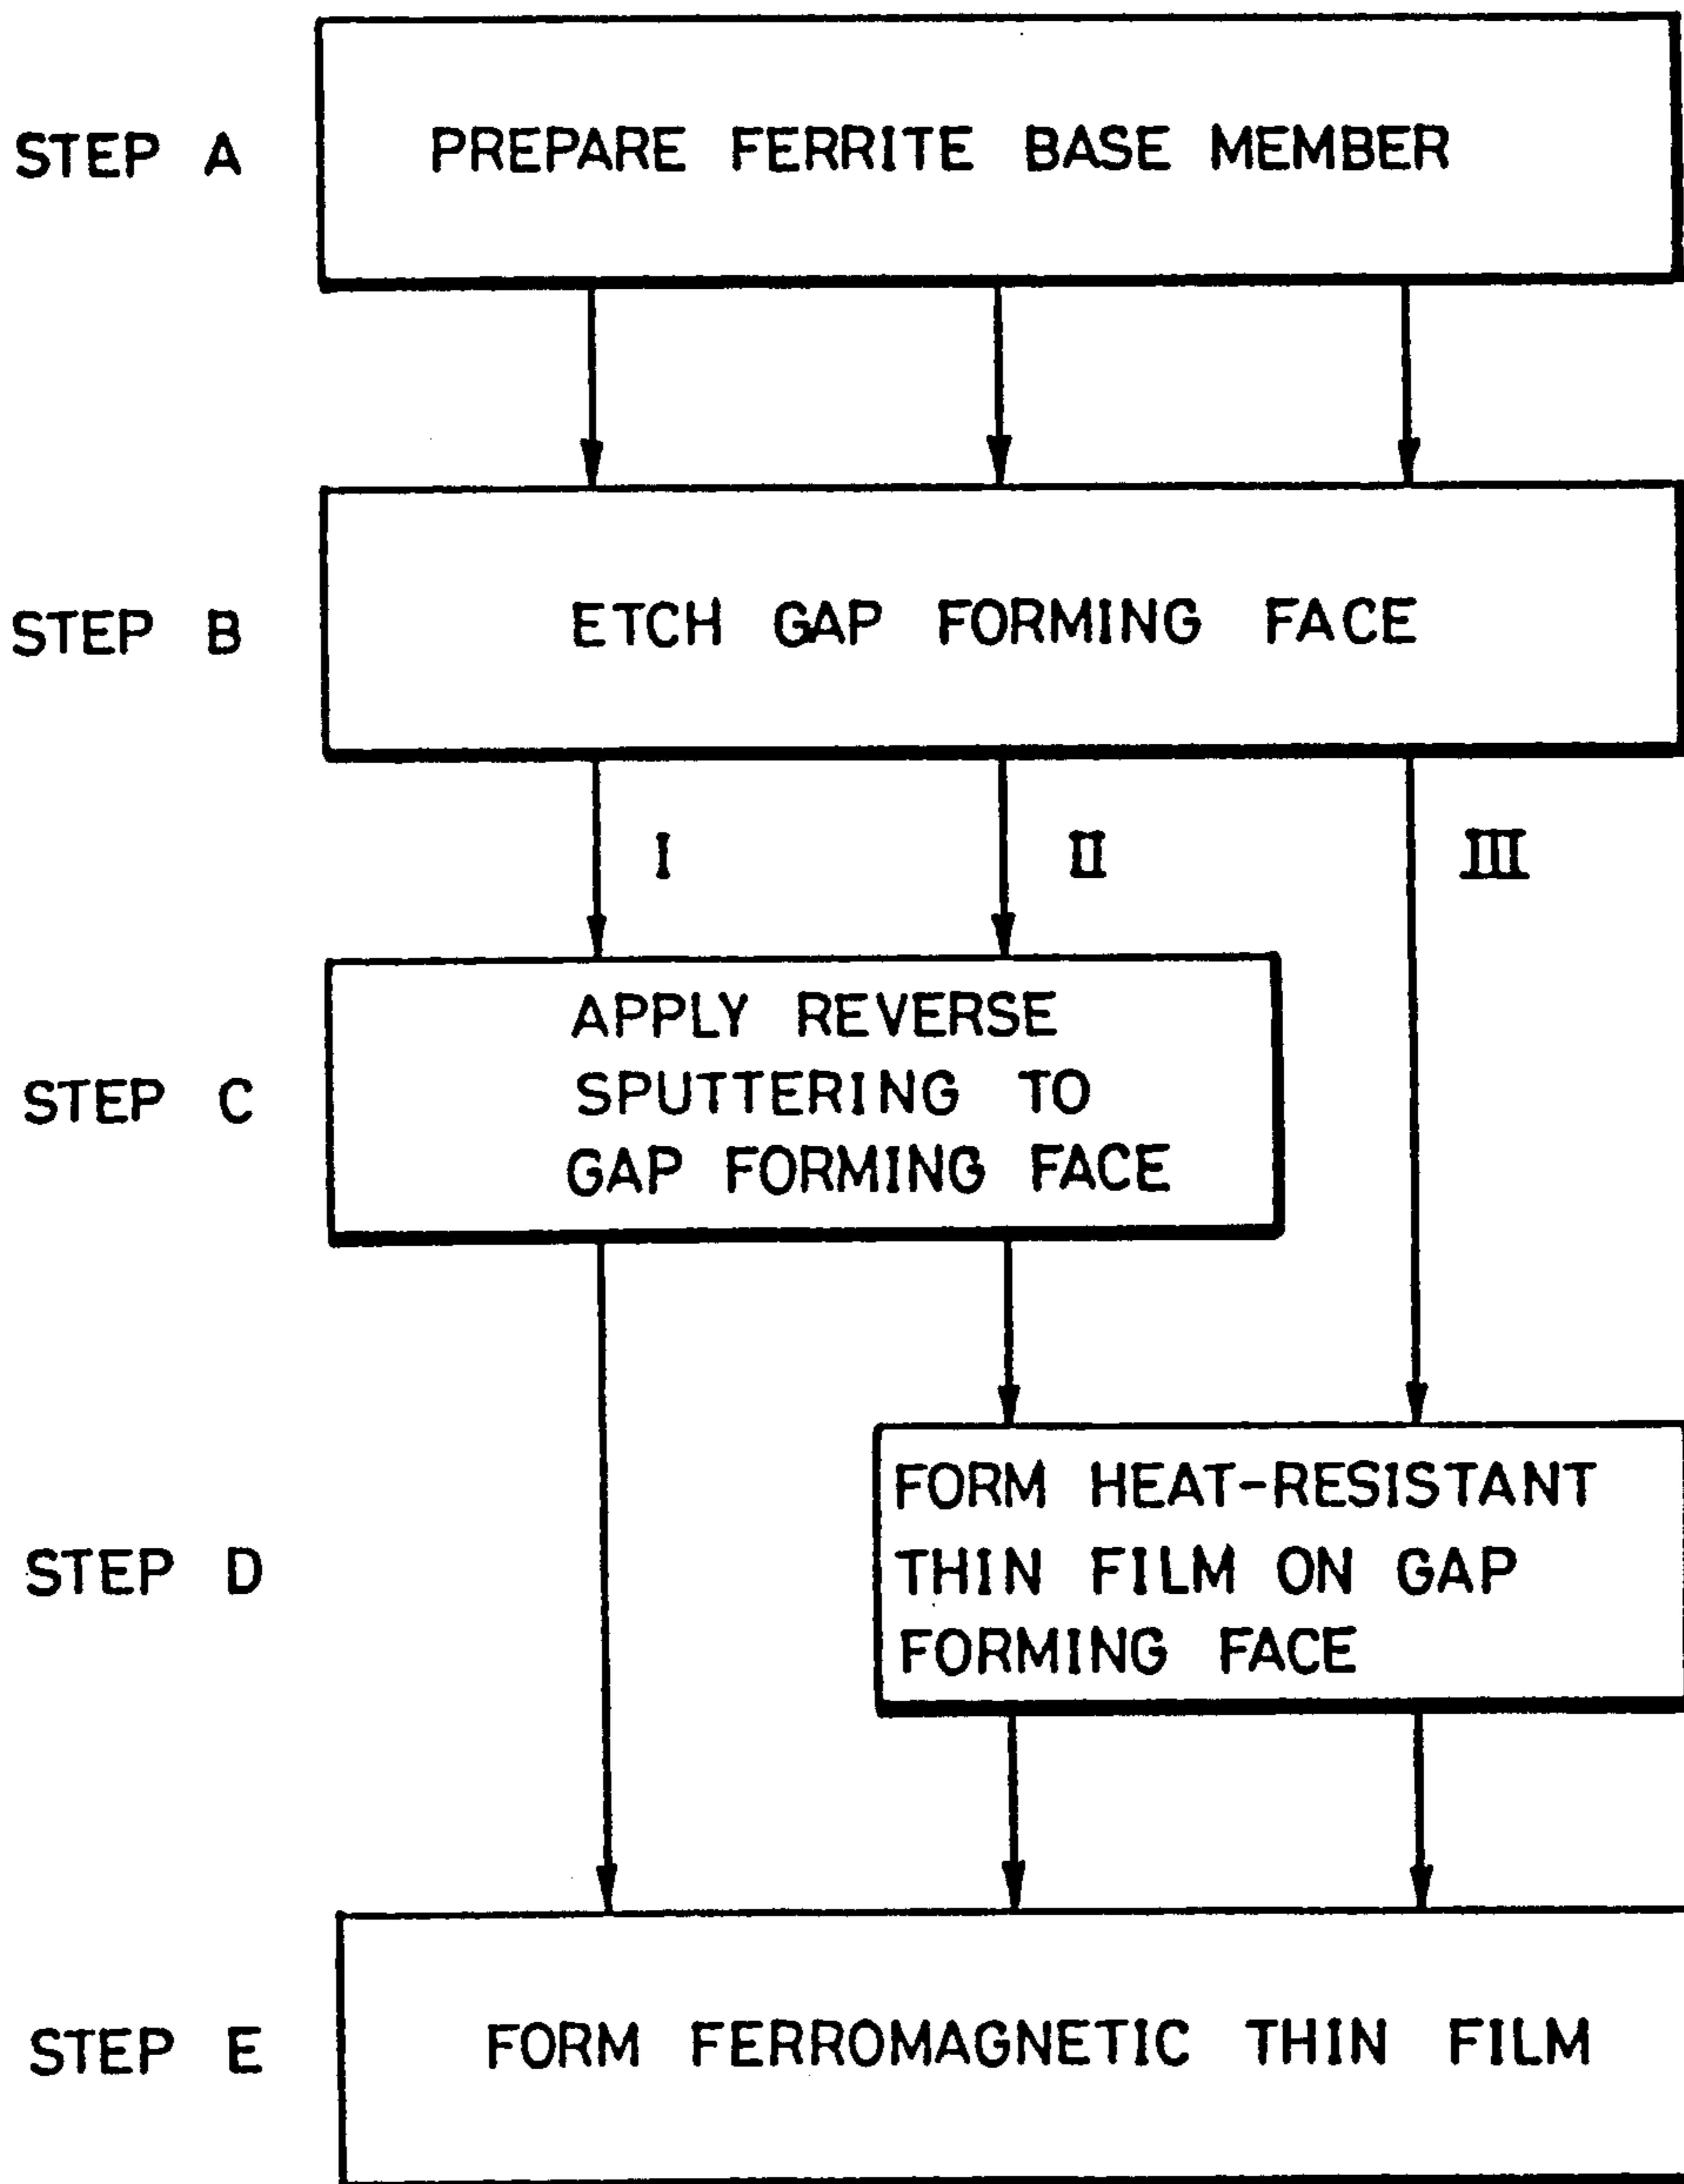 STEP A
PREPARE FERRITE BASE MEMBER
STEP B
ETCH GAP FORMING FACE
I
II
III
STEP C
APPLY REVERSE
SPUTTERING TO
GAP FORMING FACE
STEP D
FORM HEAT-RESISTANT
THIN FILM ON GAP
FORMING FACE
STEP E
FORM FERROMAGNETIC THIN FILM